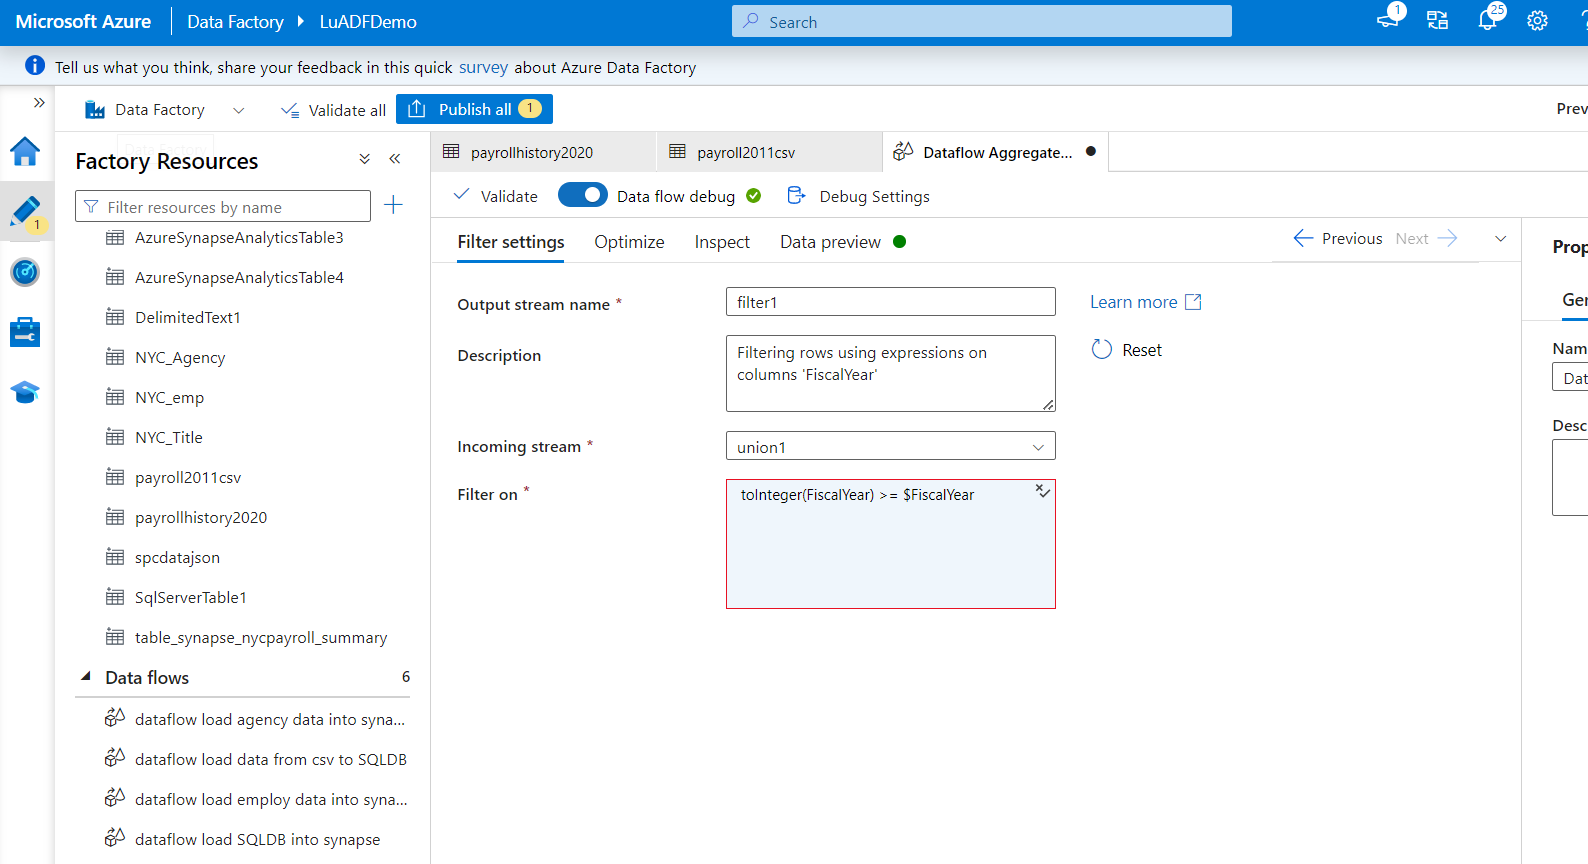 Microsoft Azure
Data Factory
LuADFDemo
Search
1
25
Tell us what you think, share your feedback in this quick survey about Azure Data Factory
Data Factory
Validate all
Publish all 1
Prev
1
Factory Resources
Filter resources by name
AzureSynapseAnalyticsTable3
AzureSynapseAnalyticsTable4
DelimitedText1
NYC_Agency
NYC_emp
NYC_Title
payroll2011csv
payrollhistory2020
spcdatajson
SqlServerTable1
table_synapse_nycpayroll_summary
Data flows 6
dataflow load agency data into syna...
dataflow load data from csv to SQLDB
dataflow load employ data into syna...
dataflow load SQLDB into synapse
payrollhistory2020
payroll2011csv
Dataflow Aggregate...
Validate
Data flow debug
Debug Settings
Filter settings
Optimize
Inspect
Data preview
Previous
Next
Output stream name *
filter1
Learn more
Description
Filtering rows using expressions on
columns 'FiscalYear'
Reset
Incoming stream *
union1
Filter on *
toInteger(FiscalYear) >= $FiscalYear
Prop
Ger
Nam
Dat
Desc